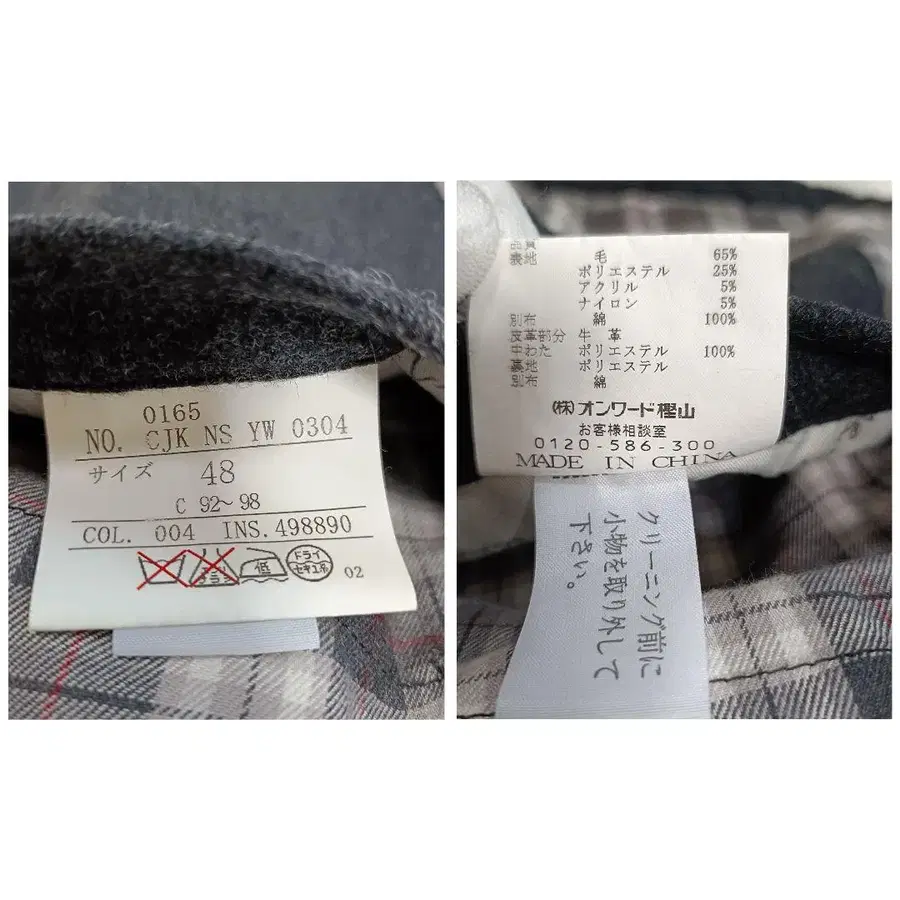 0165
NO. CJK NS YW 0304
サイズ 48
C 92~98
COL. 004 INS.498890
低
ドライ
セキユ系
02
品質
表地 毛 65%
ポリエステル 25%
アクリル 5%
ナイロン 5%
別布 綿 100%
皮革部分 牛 革
中わた ポリエステル 100%
裏地 ポリエステル
別布 綿
(株)オンワード樫山
お客様相談室
0120-586-300
MADE IN CHINA
クリーニング前に
小物を取り外して
下さい。